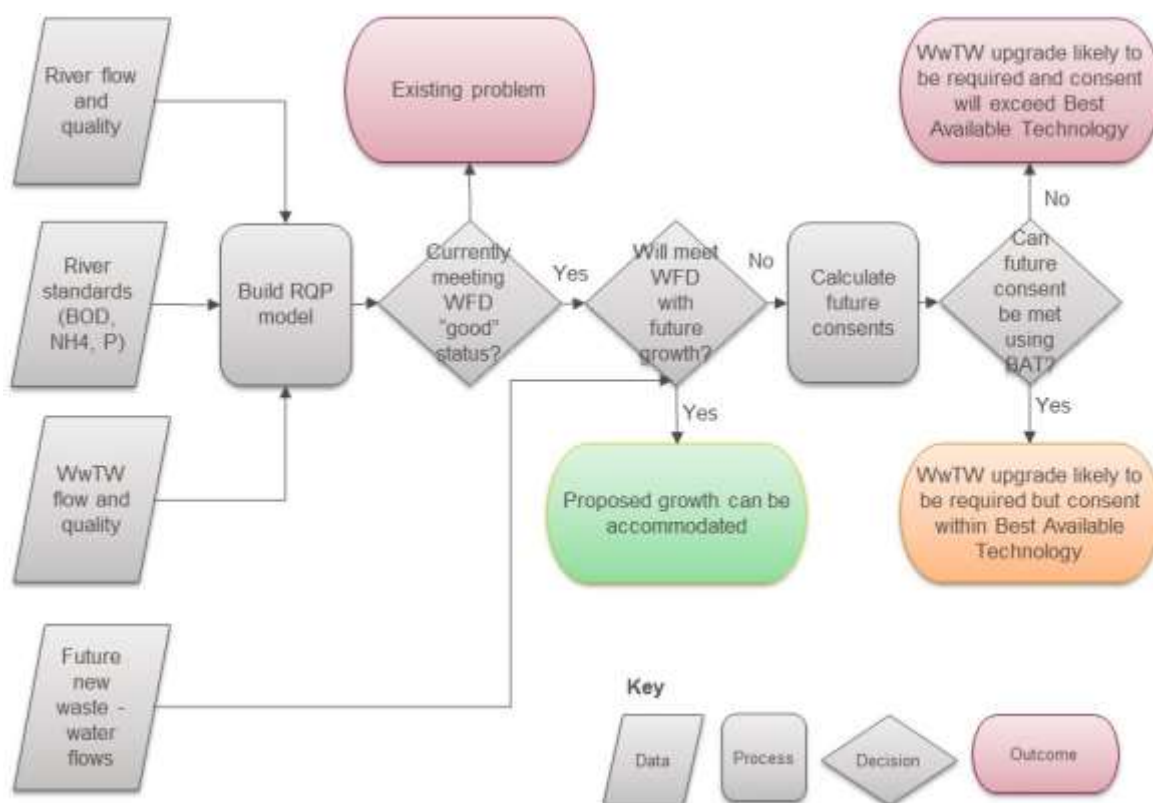 River flow
and
quality
River
standards
(BOD,
NH4, P)
WwTW
flow and
quality
Future
new
waste -
water
flows
Build RQP
model
Existing problem
Currently
meeting
WFD
"good"
status?
Yes
Will meet
WFD
with
future
growth?
Yes
Proposed growth can be
accommodated
No
Calculate
future
consents
Can
future
consent
be met
using
BAT?
No
WwTW upgrade likely to
be required and consent
will exceed Best
Available Technology
Yes
WwTW upgrade likely to
be required but consent
within Best Available
Technology
Key
Data
Process
Decision
Outcome